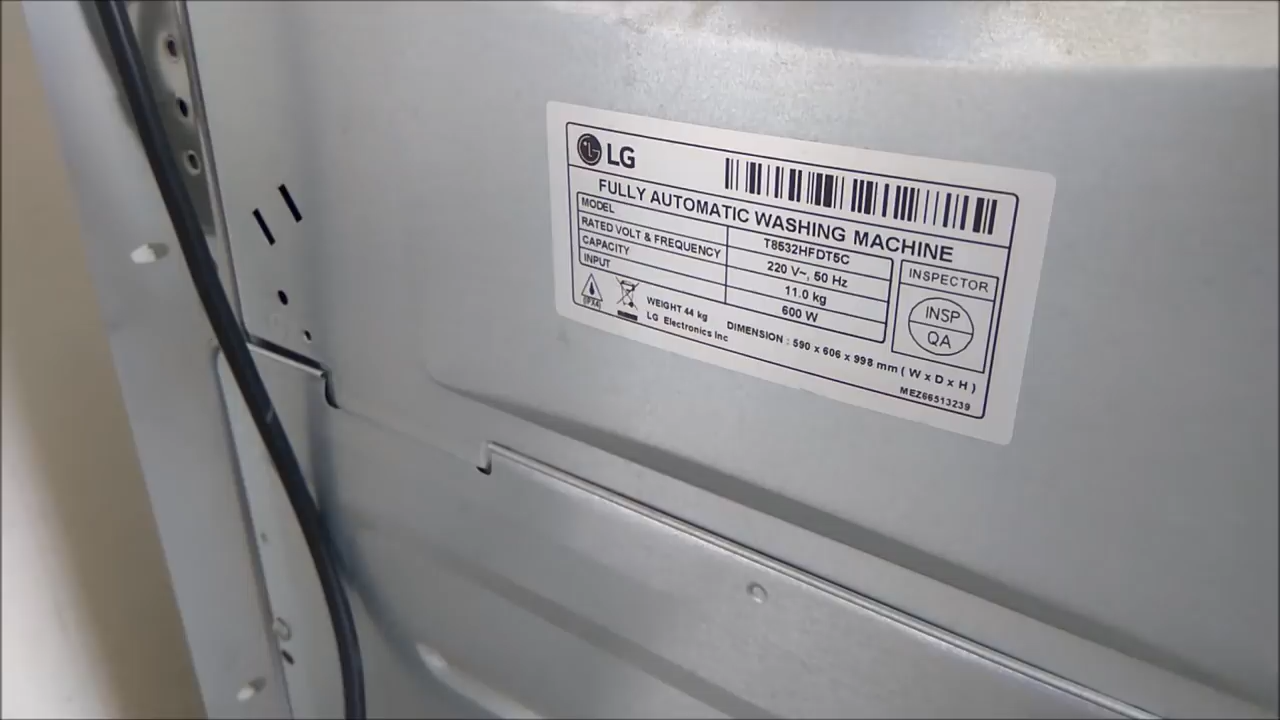 LG
FULLY AUTOMATIC WASHING MACHINE
MODEL T8532HFDT5C
RATED VOLT & FREQUENCY 220 V~, 50 Hz
CAPACITY 11.0 kg
INPUT 600 W
INSPECTOR
INSP
QA
IPX4
WEIGHT 44 kg
LG Electronics Inc
DIMENSION : 590 x 606 x 998 mm ( W x D x H )
MEZ66513239